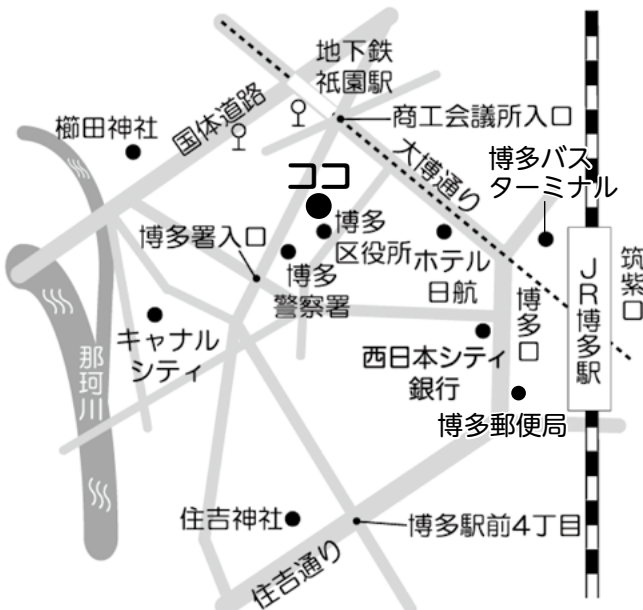 地下鉄
祇園駅
国体道路
櫛田神社
商工会議所入口
大博通り
博多バス
ターミナル
ココ
博多
区役所
博多署入口
博多
警察署
ホテル
日航
博多口
JR博多駅
筑紫口
キャナル
シティ
那珂川
西日本シティ
銀行
博多郵便局
住吉神社
博多駅前4丁目
住吉通り